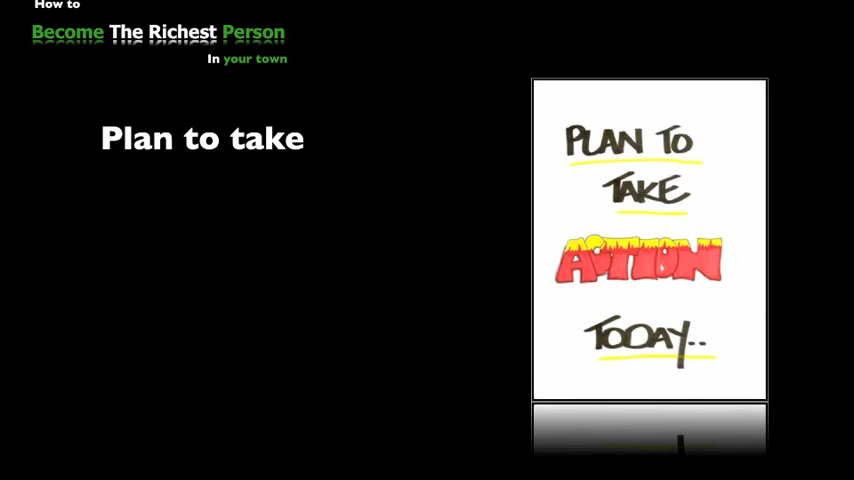 How to
Become The Richest Person
In your town
Plan to take
PLAN TO
TAKE
ACTION
TODAY..